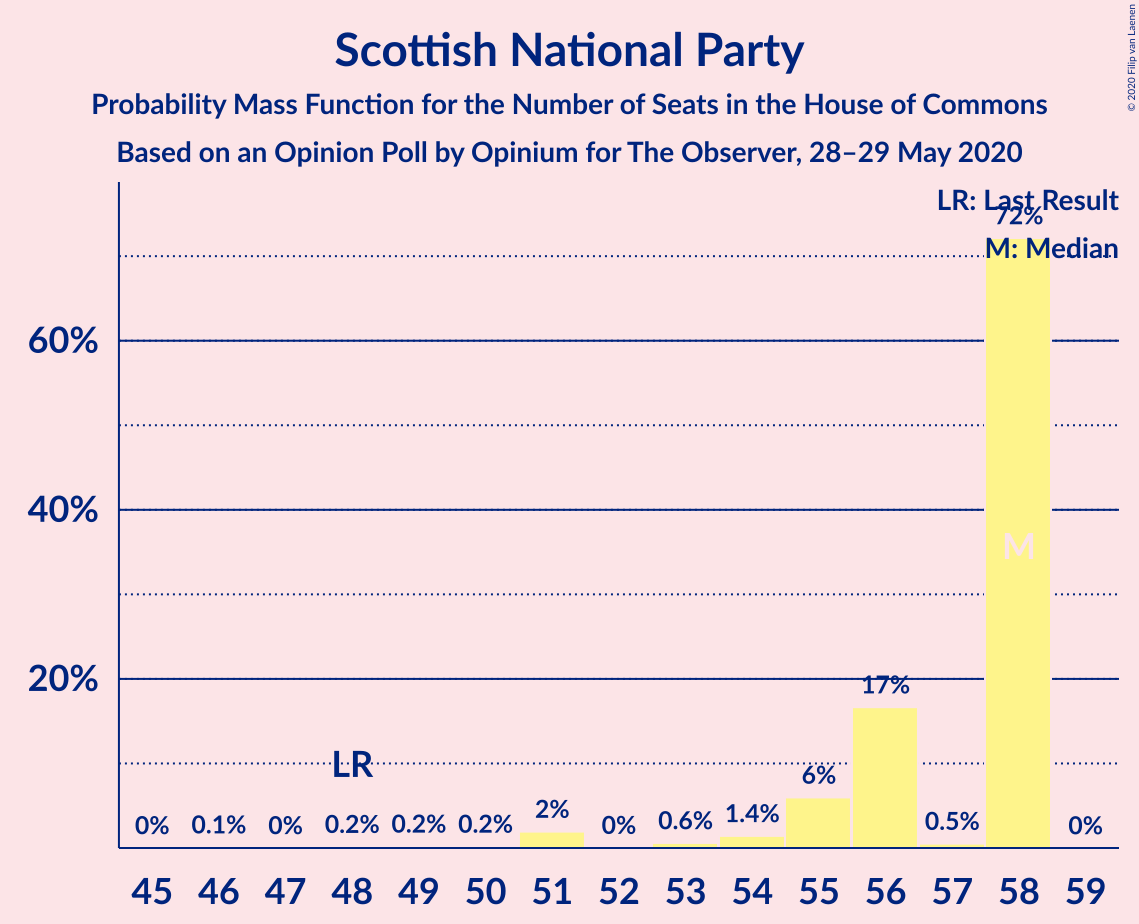 Scottish National Party
Probability Mass Function for the Number of Seats in the House of Commons
Based on an Opinion Poll by Opinium for The Observer, 28–29 May 2020
© 2020 Filip van Laenen
LR: Last Result
72%
M: Median
60%
40%
M
20%
17%
LR
6%
0% 0.1% 0% 0.2% 0.2% 0.2% 2% 0% 0.6% 1.4% 0.5% 0%
45 46 47 48 49 50 51 52 53 54 55 56 57 58 59